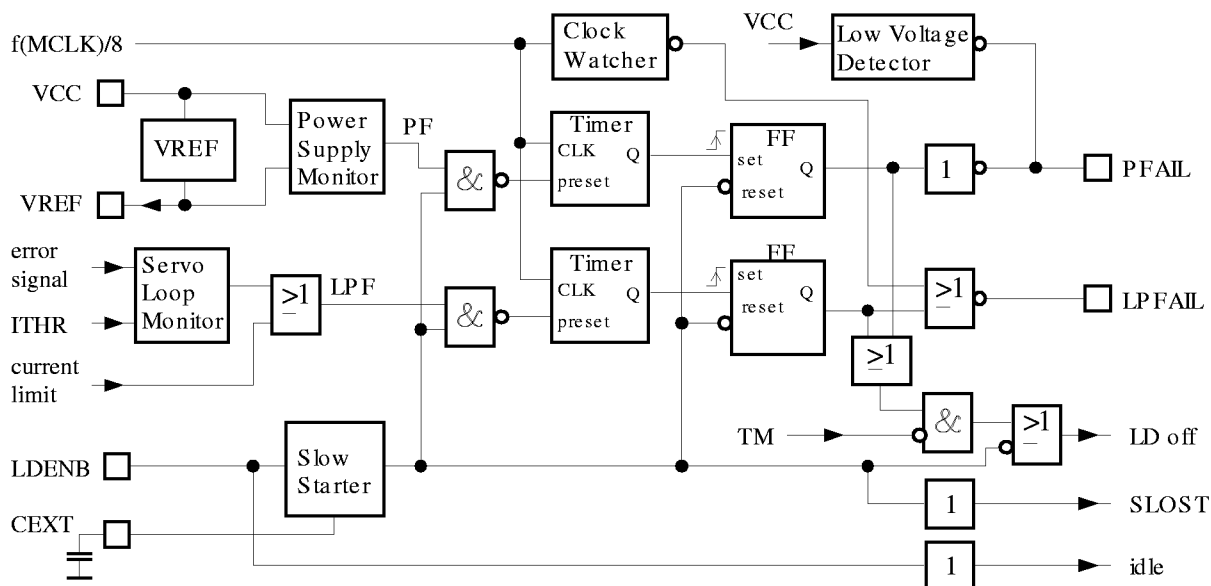 f(MCLK)/8
Clock
Watcher
VCC
Low Voltage
Detector
VCC
VREF
VREF
Power
Supply
Monitor
PF
&
Timer
CLK
Q
preset
FF
set
Q
reset
1
PFAIL
error
signal
ITHR
current
limit
Servo
Loop
Monitor
≥1
LPF
&
Timer
CLK
Q
preset
FF
set
Q
reset
≥1
LPFAIL
≥1
TM
&
≥1
LD off
LDENB
Slow
Starter
CEXT
1
SLOST
1
idle